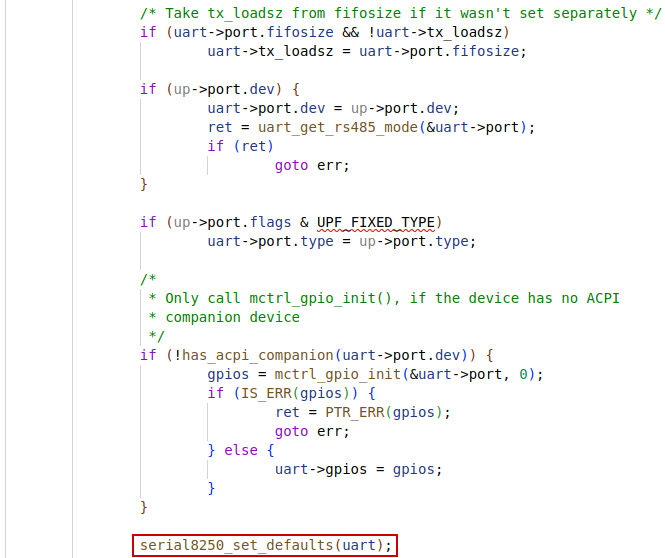 /* Take tx_loadsz from fifosize if it wasn't set separately */
if (uart->port.fifosize && !uart->tx_loadsz)
uart->tx_loadsz = uart->port.fifosize;
if (up->port.dev) {
uart->port.dev = up->port.dev;
ret = uart_get_rs485_mode(&uart->port);
if (ret)
goto err;
}
if (up->port.flags & UPF_FIXED_TYPE)
uart->port.type = up->port.type;
/*
* Only call mctrl_gpio_init(), if the device has no ACPI
* companion device
*/
if (!has_acpi_companion(uart->port.dev)) {
gpios = mctrl_gpio_init(&uart->port, 0);
if (IS_ERR(gpios)) {
ret = PTR_ERR(gpios);
goto err;
} else {
uart->gpios = gpios;
}
}
serial8250_set_defaults(uart);